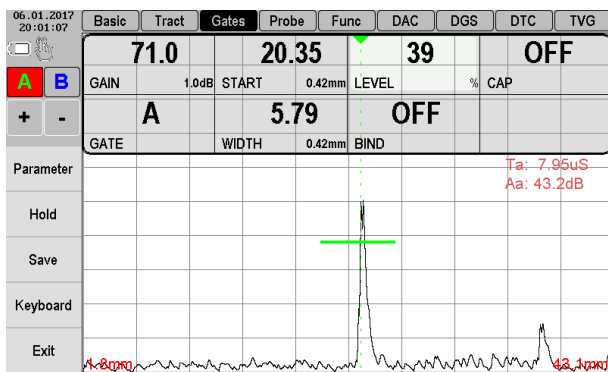 06.01.2017
20:01:07
Basic Tract Gates Probe Func DAC DGS DTC TVG
71.0 20.35 39 OFF
GAIN 1.0dB START 0.42mm LEVEL % CAP
A B
A 5.79 OFF
+ -
GATE WIDTH 0.42mm BIND
Parameter
Ta: 7.95uS
Aa: 43.2dB
Hold
Save
Keyboard
Exit
1.8mm 43.1mm